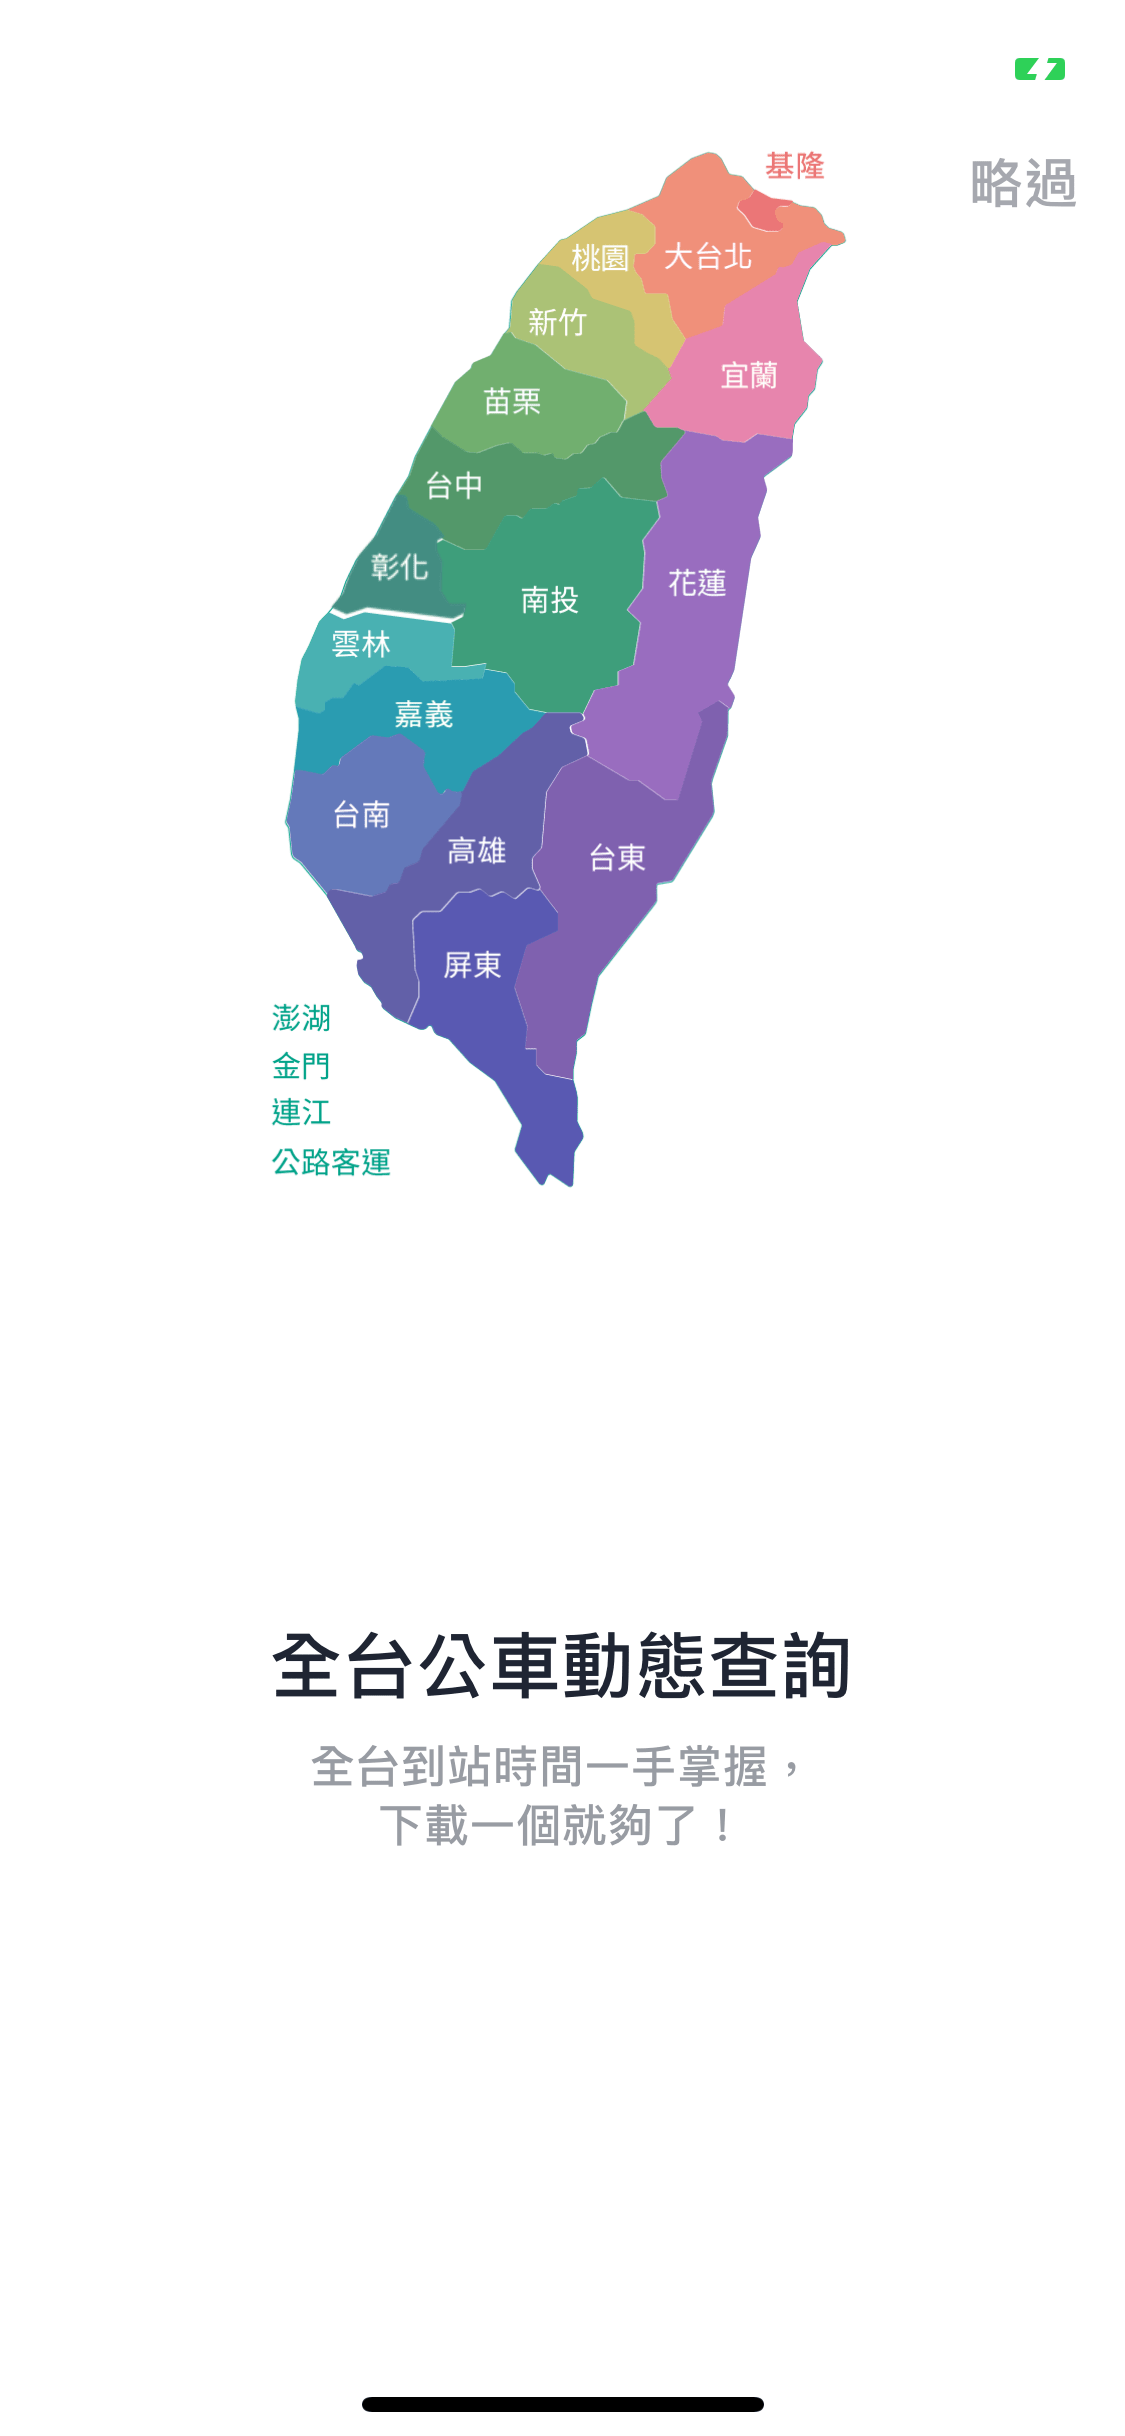 基隆
略過
桃園
大台北
新竹
宜蘭
苗栗
台中
彰化
花蓮
南投
雲林
嘉義
台南
高雄
台東
屏東
澎湖
金門
連江
公路客運
全台公車動態查詢
全台到站時間一手掌握，
下載一個就夠了！